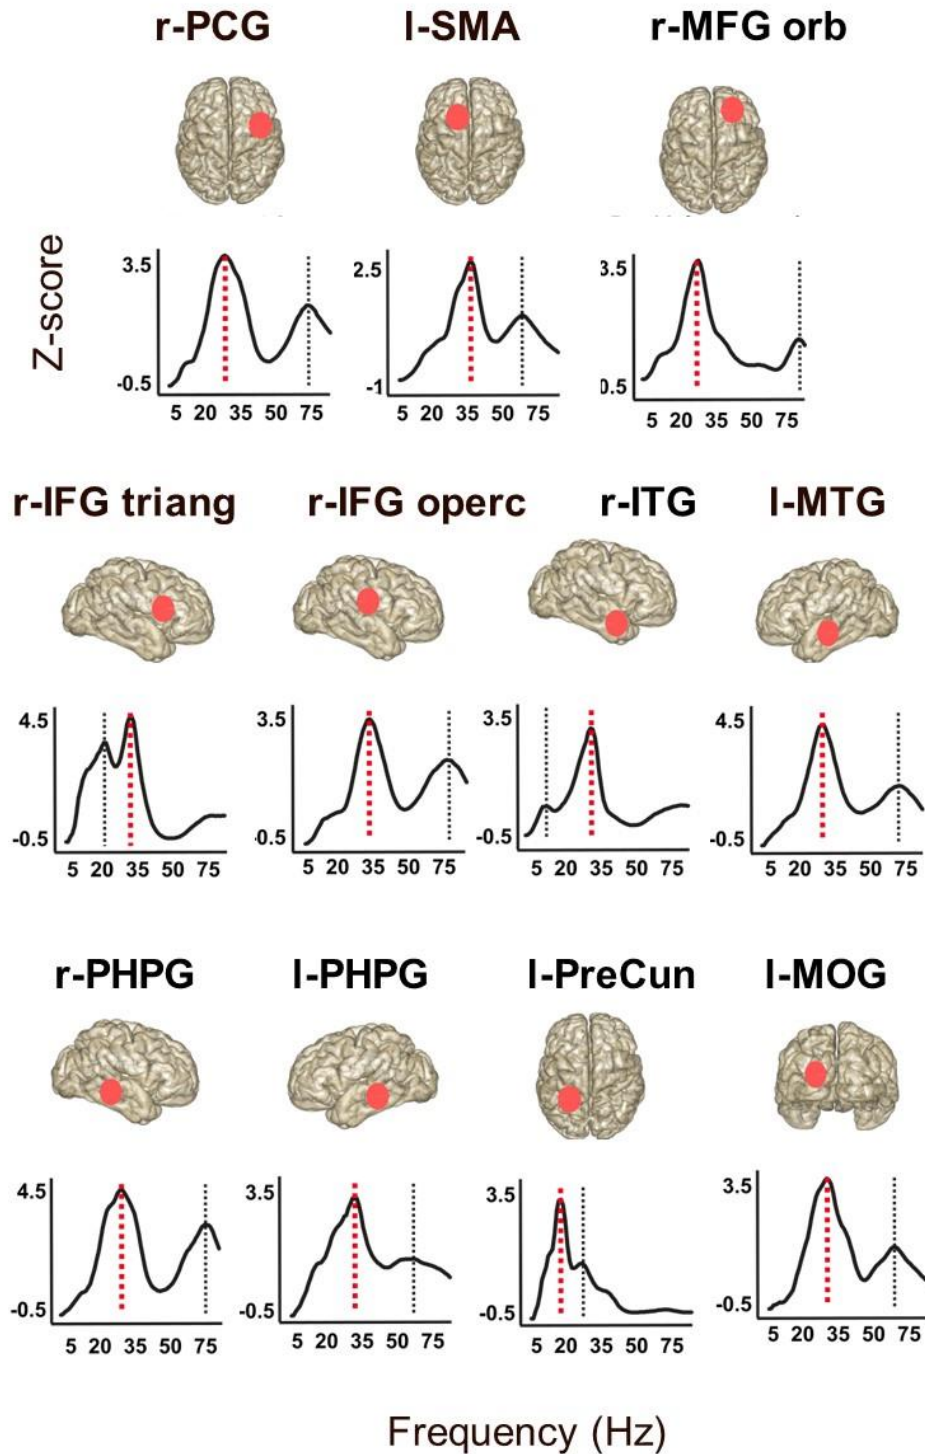 r-PCG l-SMA r-MFG orb
Z-score
3.5 2.5 3.5
-0.5 -1 0.5
5 20 35 50 75 5 20 35 50 75 5 20 35 50 75
r-IFG triang r-IFG operc r-ITG l-MTG
4.5 3.5 3.5 4.5
-0.5 -0.5 -0.5 -0.5
5 20 35 50 75 5 20 35 50 75 5 20 35 50 75 5 20 35 50 75
r-PHPG l-PHPG l-PreCun l-MOG
4.5 3.5 3.5 3.5
-0.5 -0.5 -0.5 -0.5
5 20 35 50 75 5 20 35 50 75 5 20 35 50 75 5 20 35 50 75
Frequency (Hz)